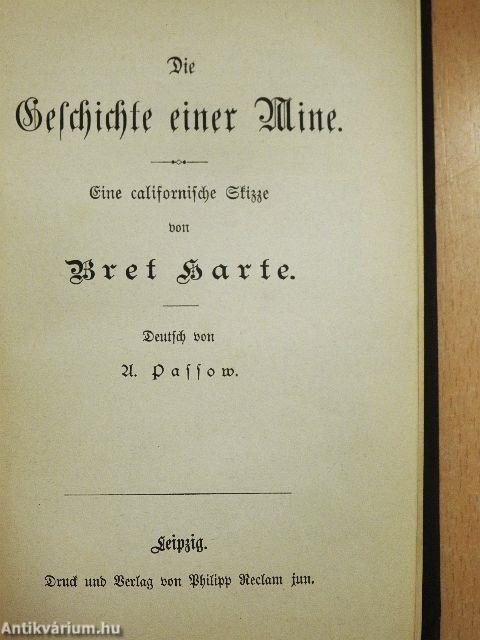 Die
Geschichte einer Mine.
Eine californische Skizze
von
Bret Harte.
Deutsch von
A. Passow.
Leipzig.
Druck und Verlag von Philipp Reclam jun.
Antikvárium.hu